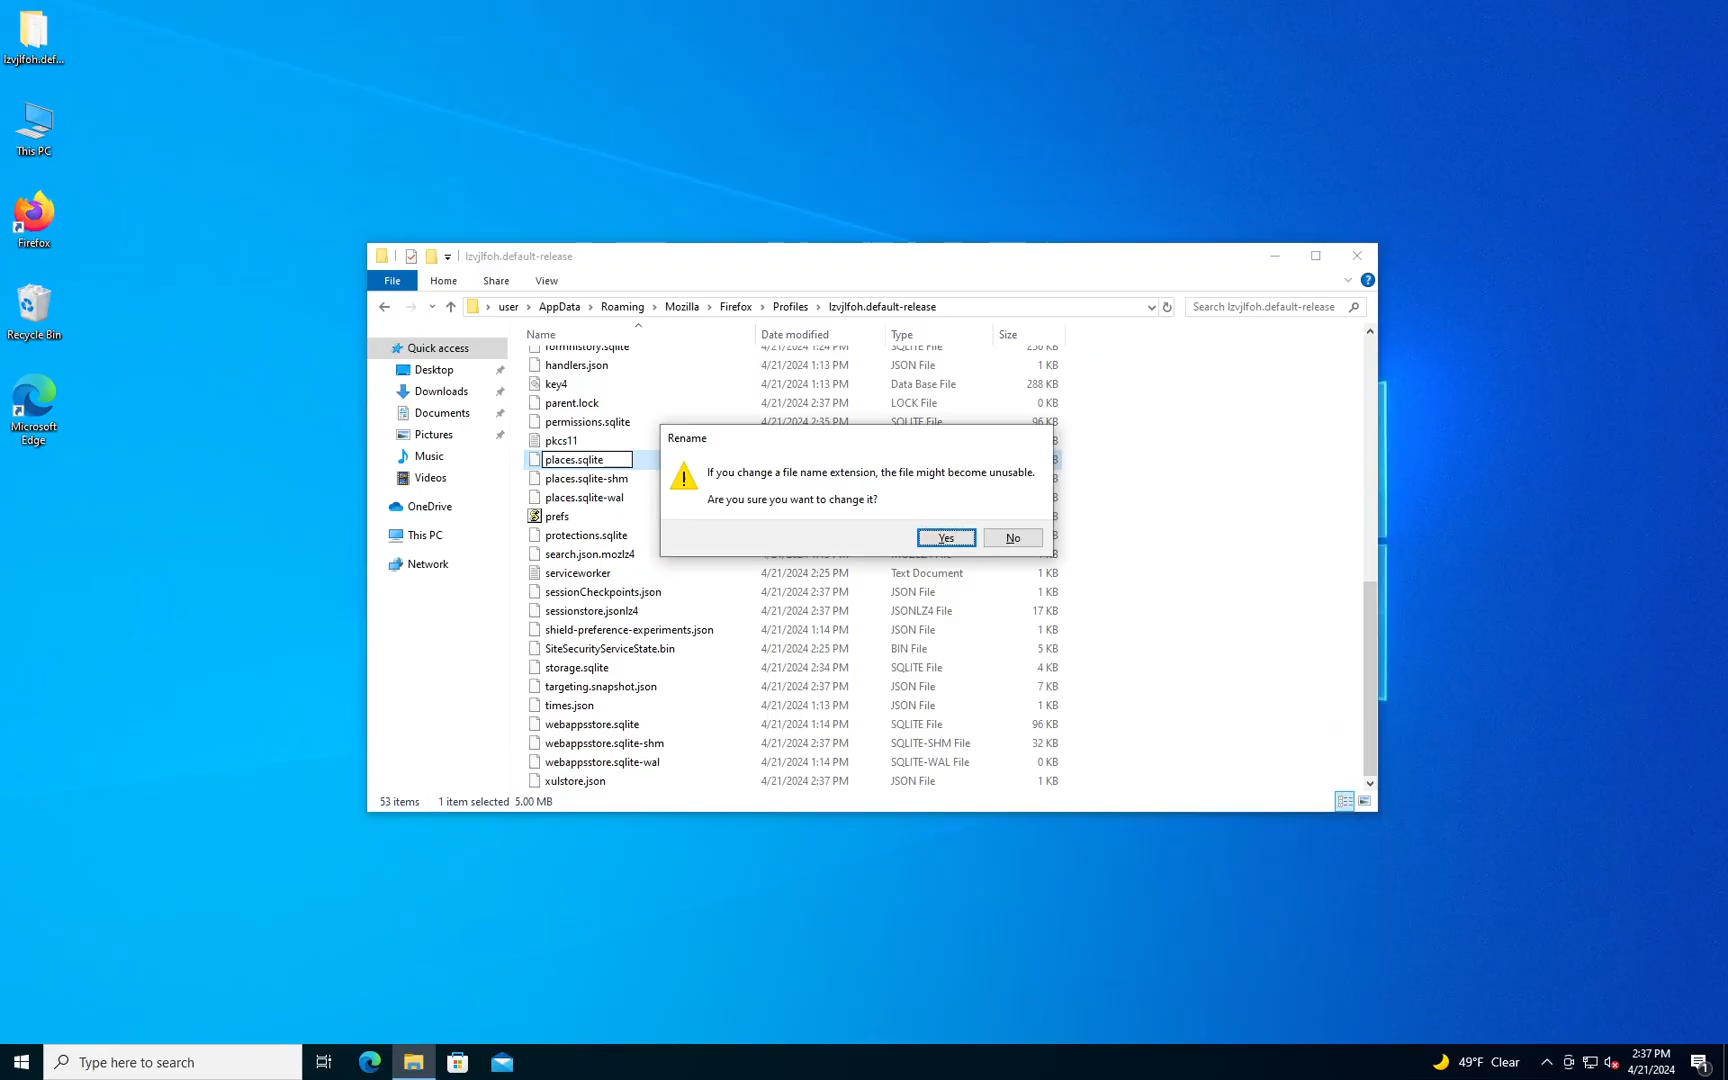 lzvjlfoh.def...
This PC
Firefox
Recycle Bin
Microsoft
Edge
lzvjlfoh.default-release
File Home Share View
user AppData Roaming Mozilla Firefox Profiles lzvjlfoh.default-release
Search lzvjlfoh.default-release
Quick access
Desktop
Downloads
Documents
Pictures
Music
Videos
OneDrive
This PC
Network
Name Date modified Type Size
formhistory.sqlite 4/21/2024 1:24 PM SQLITE File 256 KB
handlers.json 4/21/2024 1:13 PM JSON File 1 KB
key4 4/21/2024 1:13 PM Data Base File 288 KB
parent.lock 4/21/2024 2:37 PM LOCK File 0 KB
permissions.sqlite 4/21/2024 2:35 PM SQLITE File 96 KB
pkcs11
places.sqlite
places.sqlite-shm
places.sqlite-wal
prefs
protections.sqlite
search.json.mozlz4
serviceworker 4/21/2024 2:25 PM Text Document 1 KB
sessionCheckpoints.json 4/21/2024 2:37 PM JSON File 1 KB
sessionstore.jsonlz4 4/21/2024 2:37 PM JSONLZ4 File 17 KB
shield-preference-experiments.json 4/21/2024 1:14 PM JSON File 1 KB
SiteSecurityServiceState.bin 4/21/2024 2:25 PM BIN File 5 KB
storage.sqlite 4/21/2024 2:34 PM SQLITE File 4 KB
targeting.snapshot.json 4/21/2024 2:37 PM JSON File 7 KB
times.json 4/21/2024 1:13 PM JSON File 1 KB
webappsstore.sqlite 4/21/2024 1:14 PM SQLITE File 96 KB
webappsstore.sqlite-shm 4/21/2024 2:37 PM SQLITE-SHM File 32 KB
webappsstore.sqlite-wal 4/21/2024 1:14 PM SQLITE-WAL File 0 KB
xulstore.json 4/21/2024 2:37 PM JSON File 1 KB
Rename
If you change a file name extension, the file might become unusable.
Are you sure you want to change it?
Yes No
53 items 1 item selected 5.00 MB
Type here to search
49°F Clear
2:37 PM
4/21/2024
1